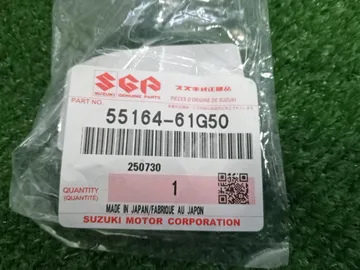 SGP
SUZUKI GENUINE PARTS
スズキ純正部品
PIECES D'ORIGINE DE SUZUKI
PART NO.
55164-61G50
250730
QUANTITY
(QUANTITÉ)
1
MADE IN JAPAN/FABRIQUE AU JAPON
SUZUKI MOTOR CORPORATION